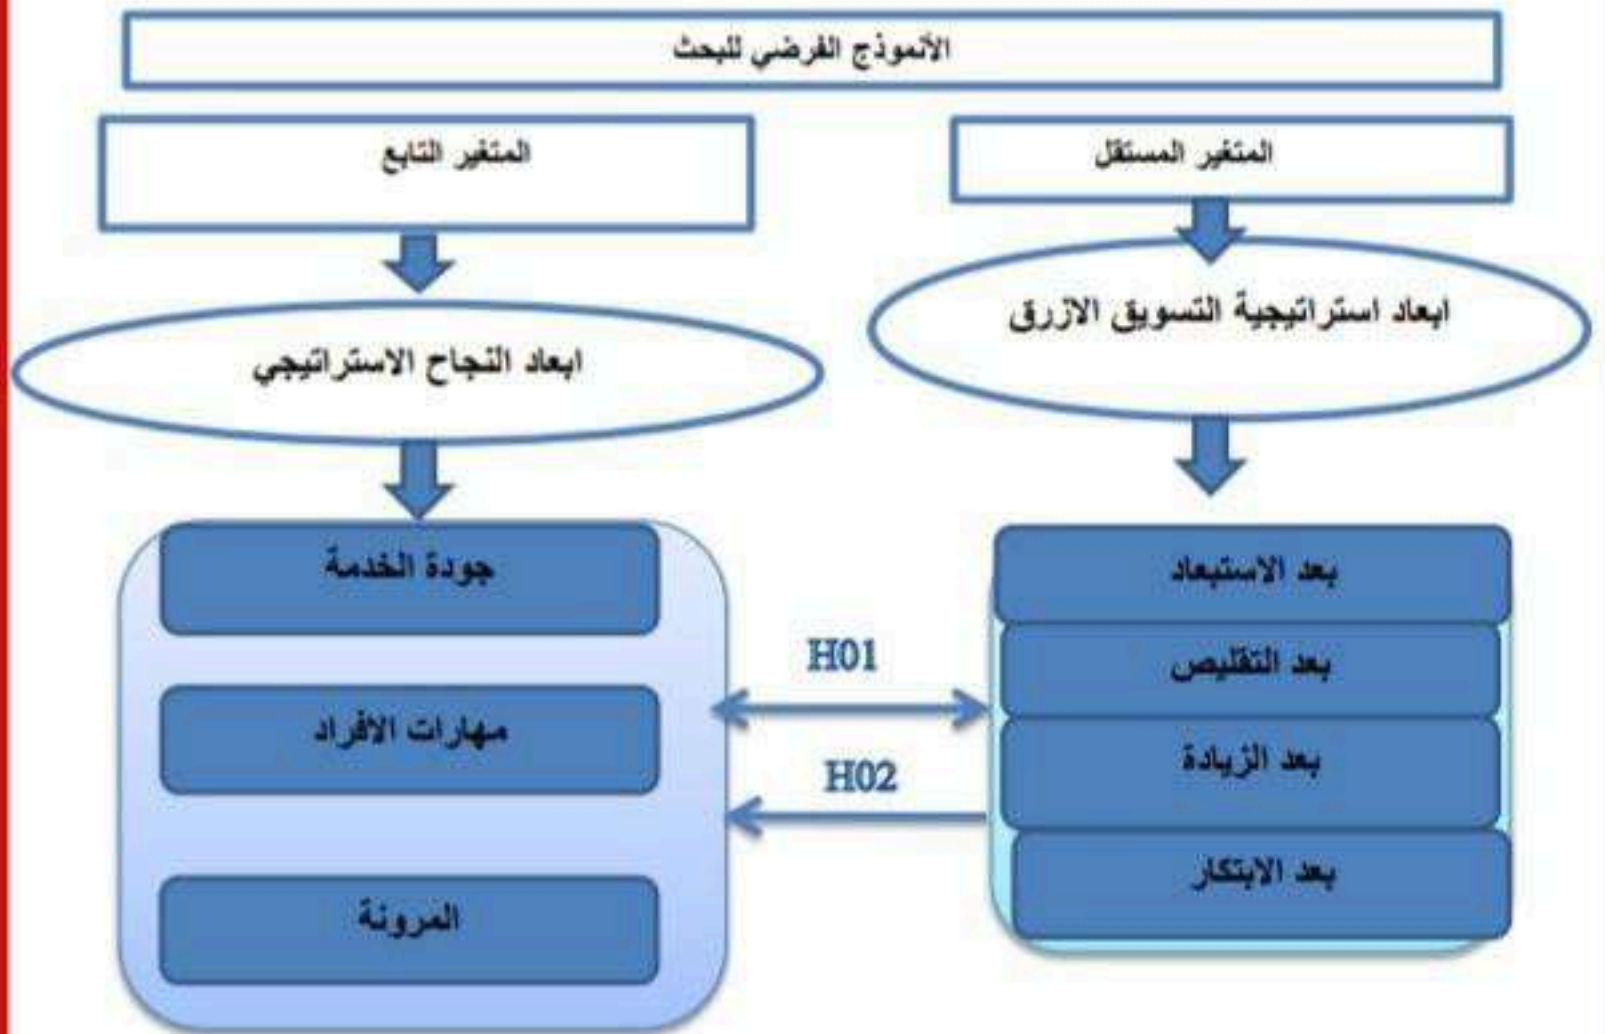 الأنموذج الفرضي للبحث
المتغير المستقل
المتغير التابع
ابعاد استراتيجية التسويق الازرق
ابعاد النجاح الاستراتيجي
بعد الاستبعاد
بعد التقليص
بعد الزيادة
بعد الابتكار
H01
H02
جودة الخدمة
مهارات الافراد
المرونة